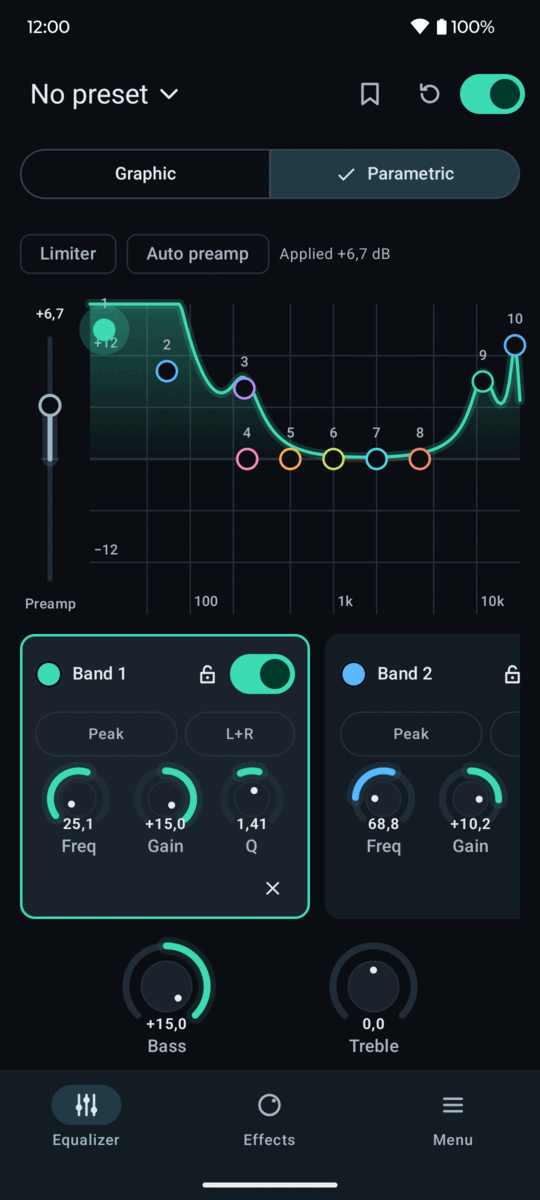 12:00
100%
No preset
Graphic
Parametric
Limiter
Auto preamp
Applied +6,7 dB
+6,7
1
+12
2
3
4
5
6
7
8
9
10
−12
Preamp
100
1k
10k
Band 1
Band 2
Peak
L+R
Peak
25,1
+15,0
1,41
68,8
+10,2
Freq
Gain
Q
Freq
Gain
+15,0
0,0
Bass
Treble
Equalizer
Effects
Menu